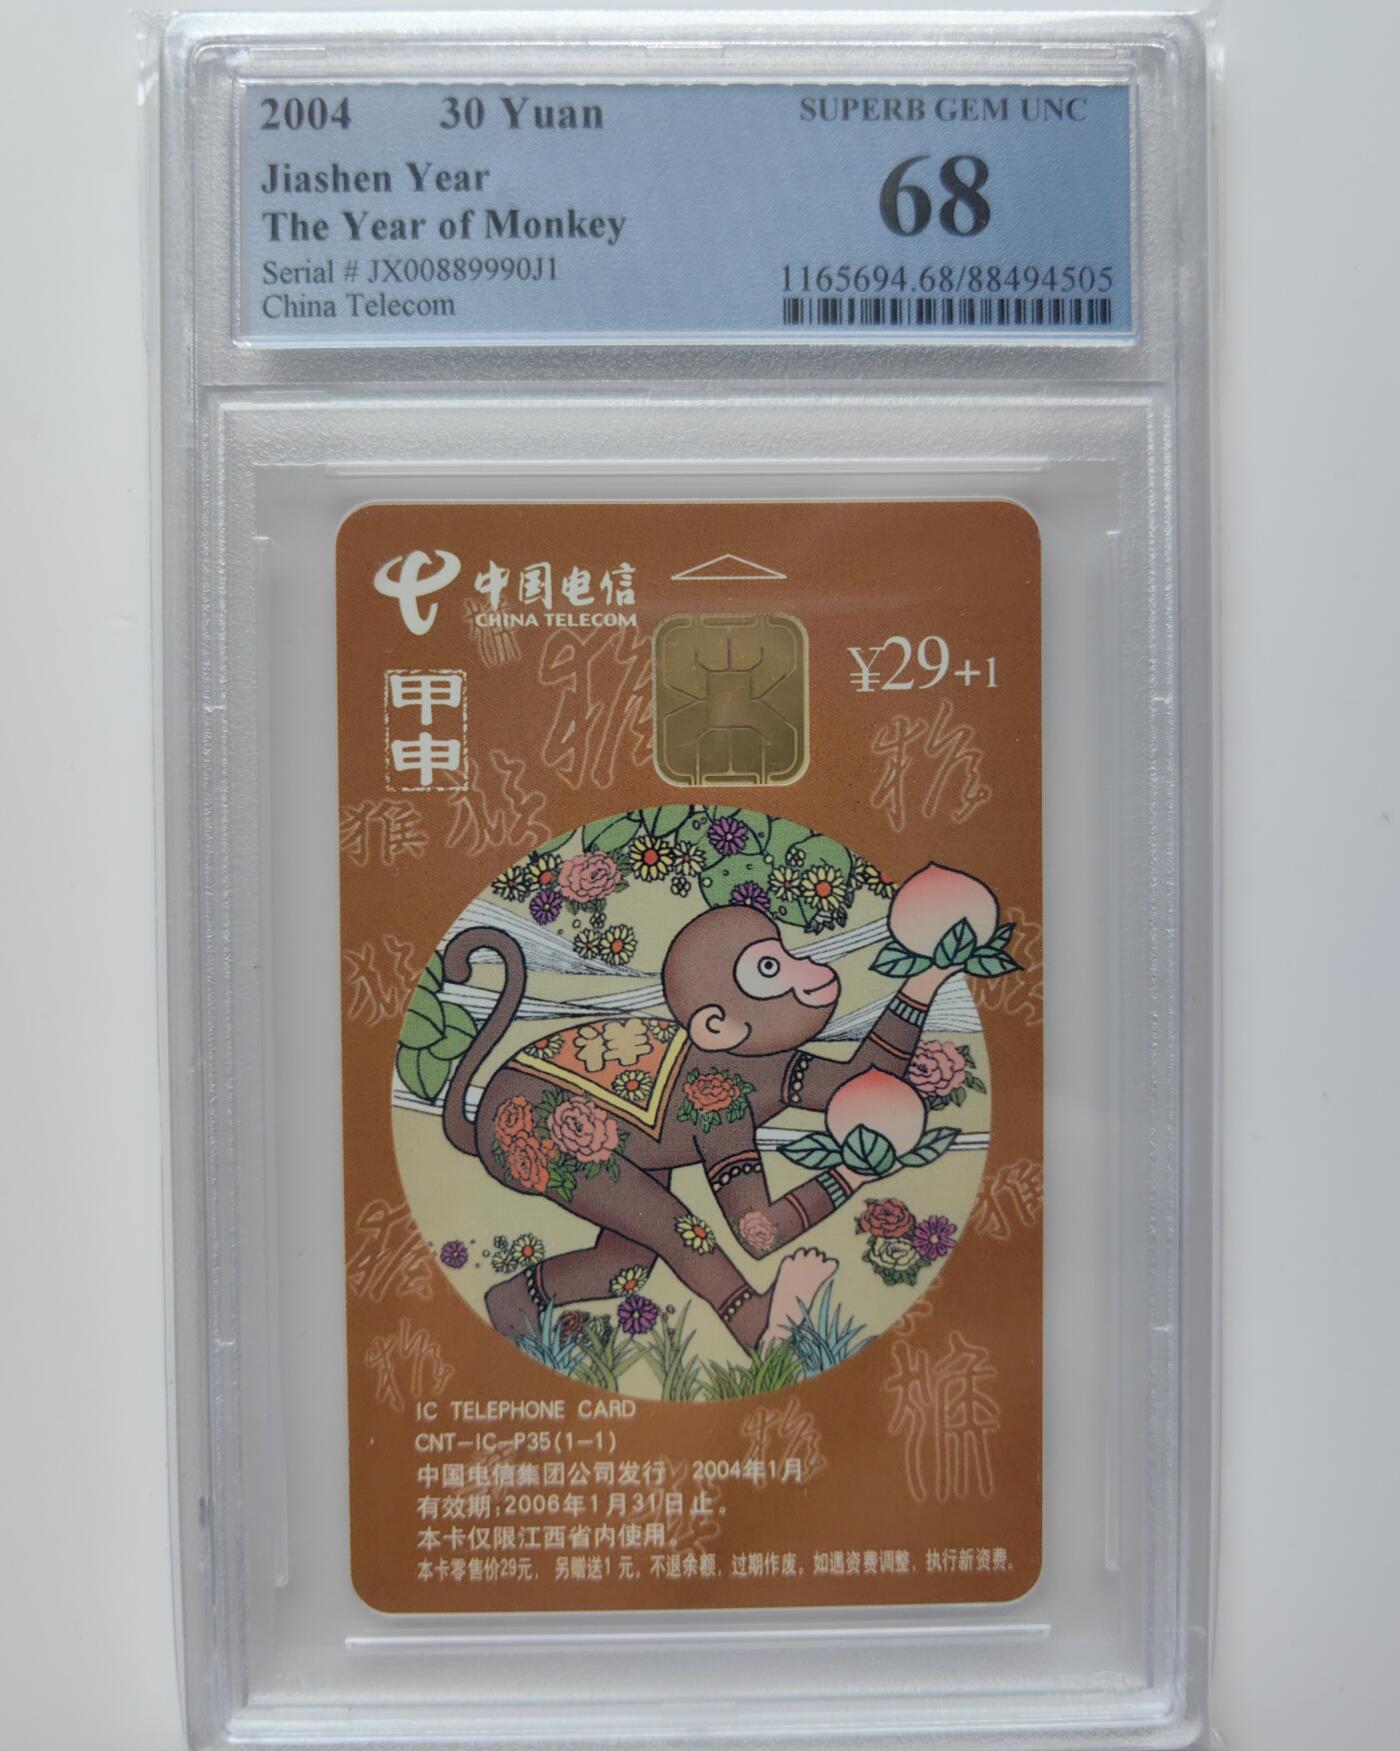 2004 30 Yuan SUPERB GEM UNC
Jiashen Year
68
The Year of Monkey
Serial # JX00889990J1
1165694.68/88494505
China Telecom
中国电信
CHINA TELECOM
¥29+1
甲
申
猴
祥
IC TELEPHONE CARD
CNT-IC-P35(1-1)
中国电信集团公司发行 2004年1月
有效期:2006年1月31日止。
本卡仅限江西省内使用。
本卡零售价29元，另赠送1元。不退余额，过期作废。如遇资费调整，执行新资费。